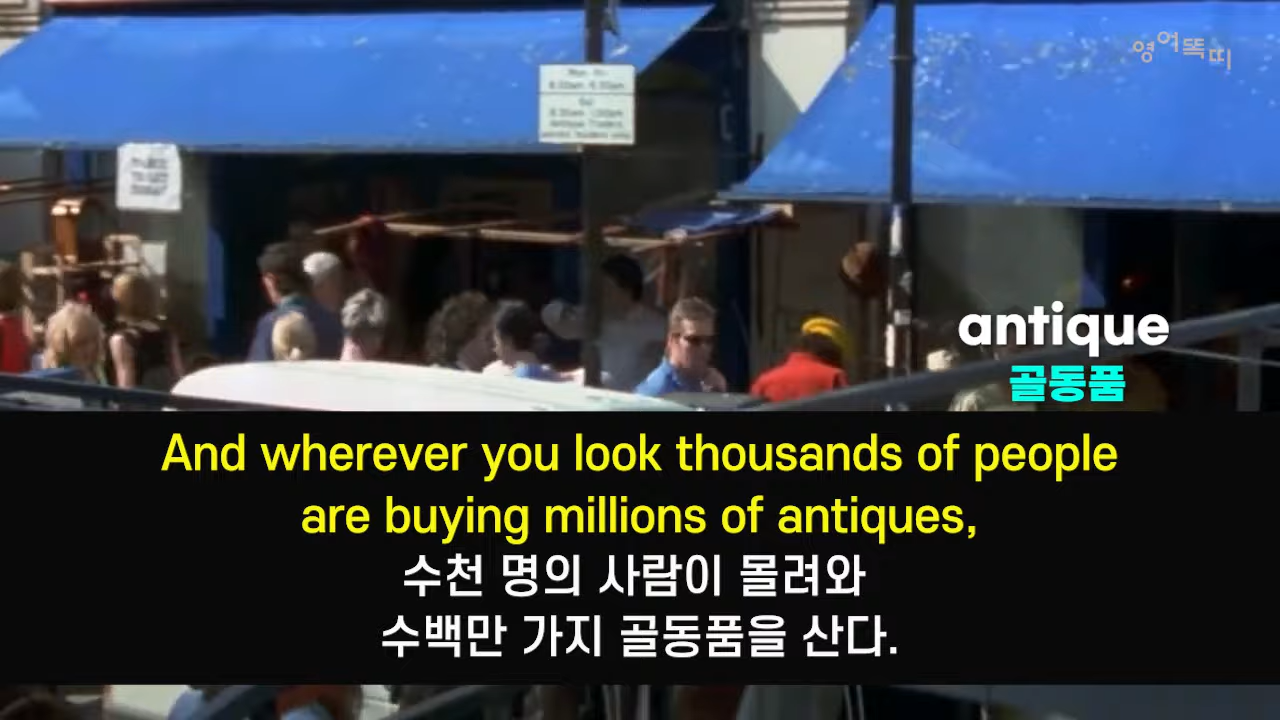 영어똑띠
antique
골동품
And wherever you look thousands of people
are buying millions of antiques,
수천 명의 사람이 몰려와
수백만 가지 골동품을 산다.